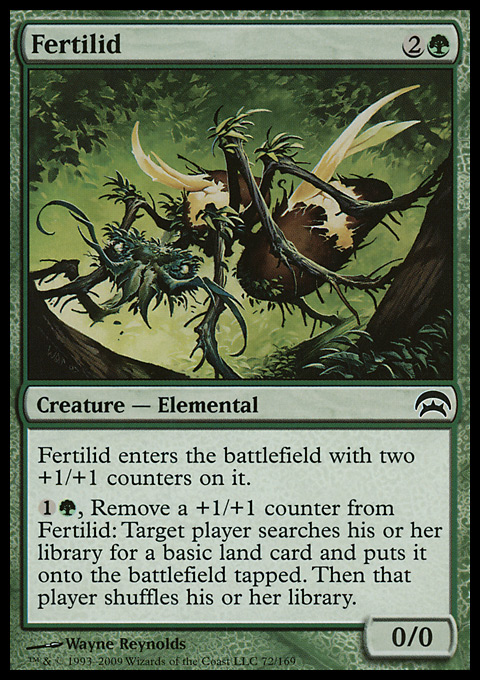 Fertilid 2
Creature — Elemental
Fertilid enters the battlefield with two
+1/+1 counters on it.
1, Remove a +1/+1 counter from
Fertilid: Target player searches his or her
library for a basic land card and puts it
onto the battlefield tapped. Then that
player shuffles his or her library.
Wayne Reynolds
0/0
™ & © 1993–2009 Wizards of the Coast LLC 72/169